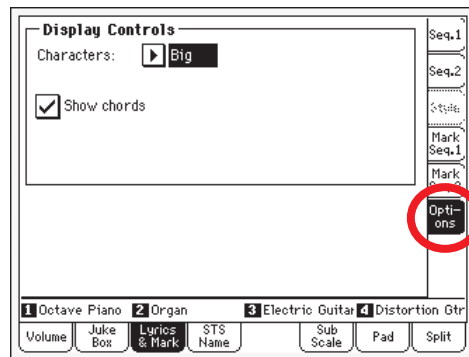 Display Controls
Characters: Big
Show chords
Seq.1
Seq.2
Style
Mark
Seq.1
Mark
Opti-
ons
1 Octave Piano 2 Organ 3 Electric Guitar 4 Distortion Gtr
Volume Juke Box Lyrics & Mark STS Name Sub Scale Pad Split